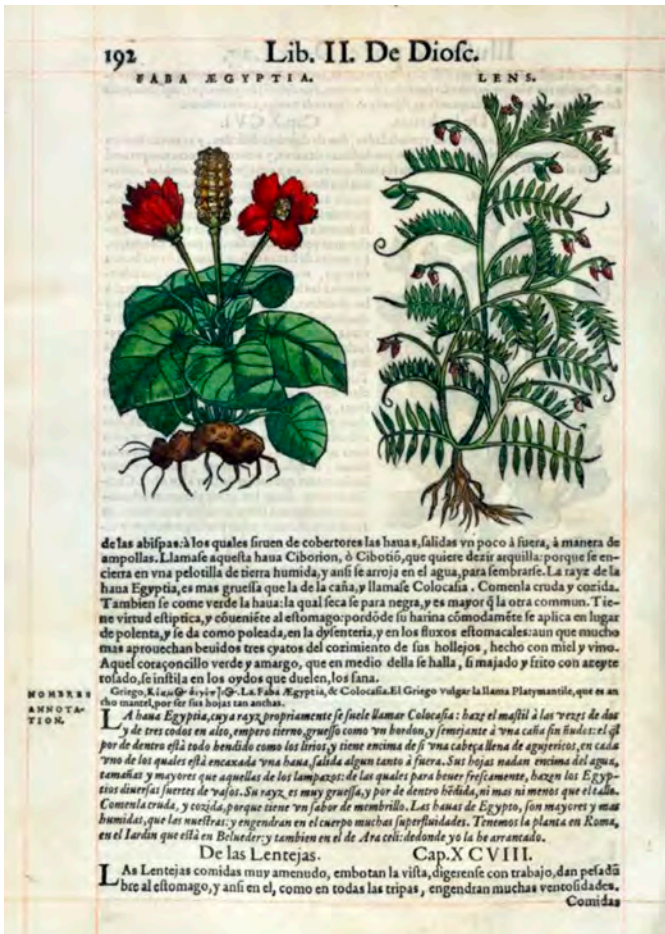 192 Lib. II. De Diosc.
FABA ÆGYPTIA. LENS.
de las abispas: à los quales siruen de cobertores las hauas, salidas vn poco à fuera, à manera de
ampollas. Llamase aquesta haua Ciborion, ò Cibotiõ, que quiere dezir arquilla: porque se en-
cierra en vna pelotilla de tierra humida, y ansi se arroja en el agua, para sembrarse. La rayz de la
haua Egyptia, es mas gruessa que la de la caña, y llamase Colocasia. Comenla cruda y cozida.
Tambien se come verde la haua: la qual seca se para negra, y es mayor q̃ la otra commun. Tie-
ne virtud estiptica, y cõueniẽte al estomago: pordõde su harina cõmodamẽte se aplica en lugar
de polenta, y se da como poleada, en la dysenteria, y en los fluxos estomacales: aun que mucho
mas aprouechan beuidos tres cyatos del cozimiento de sus hollejos, hecho con miel y vino.
Aquel coraçoncillo verde y amargo, que en medio della se halla, si majado y frito con azeyte
rosado, se instila en los oydos que duelen, los sana.
NOMBRES
ANNOTA-
TION.
Griego, Κύαμος ἀιγύπτιος. La. Faba Ægyptia, & Colocasia. El Griego vulgar la llama Platymantile, que es an
cho mantel, por ser sus hojas tan anchas.
LA haua Egyptia, cuya rayz propriamente se suele llamar Colocasia: haze el mastil à las vezes de dos
y de tres codos en alto, empero tierno, gruesso como vn bordon, y semejante à vna caña sin ñudos: el q̃l
por de dentro està todo hendido como los lirios, y tiene encima de si vna cabeça llena de agujericos, en cada
vno de los quales està encaxada vna haua, salida algun tanto à fuera. Sus hojas nadan encima del agua,
tamañas y mayores que aquellas de los lampazos: de las quales para beuer frescamente, hazen los Egyp-
tios diuersas suertes de vasos. Su rayz, es muy gruessa, y por de dentro hẽdida, ni mas ni menos que el tallo.
Comenla cruda, y cozida, porque tiene vn sabor de membrillo. Las hauas de Egypto, son mayores y mas
humidas, que las nuestras: y engendran en el cuerpo muchas superfluidades. Tenemos la planta en Roma,
en el Iardin que està en Belueder: y tambien en el de Ara celi: dedonde yo la he arrancado.
De las Lentejas. Cap. XCVIII.
LAs Lentejas comidas muy amenudo, embotan la vista, digerense con trabajo, dan pesadũ
bre al estomago, y ansi en el, como en todas las tripas, engendran muchas ventosidades.
Comidas